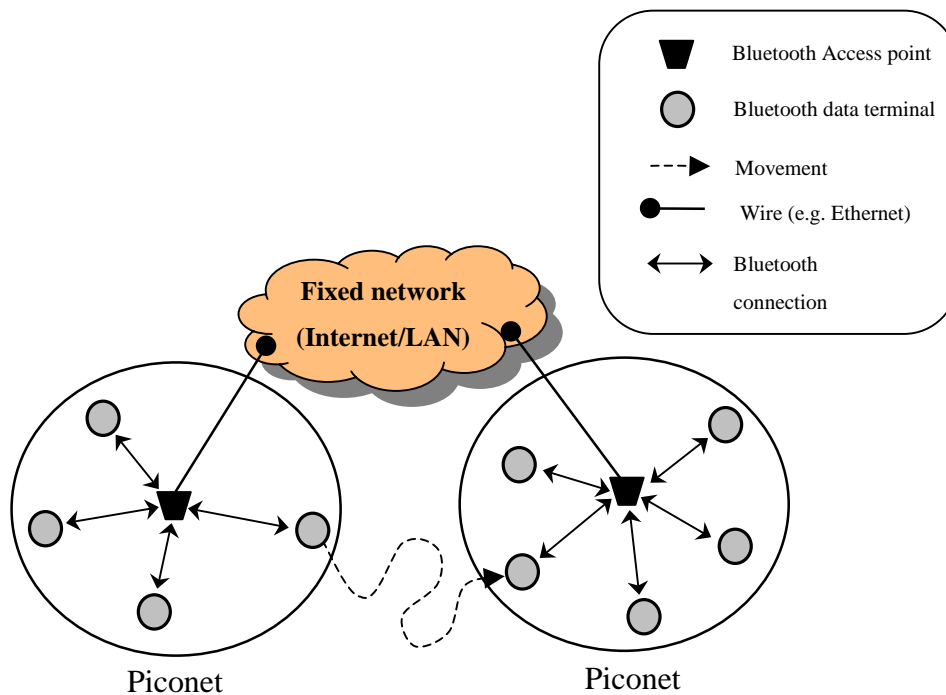 Bluetooth Access point
Bluetooth data terminal
Movement
Wire (e.g. Ethernet)
Bluetooth
connection
Fixed network
(Internet/LAN)
Piconet
Piconet